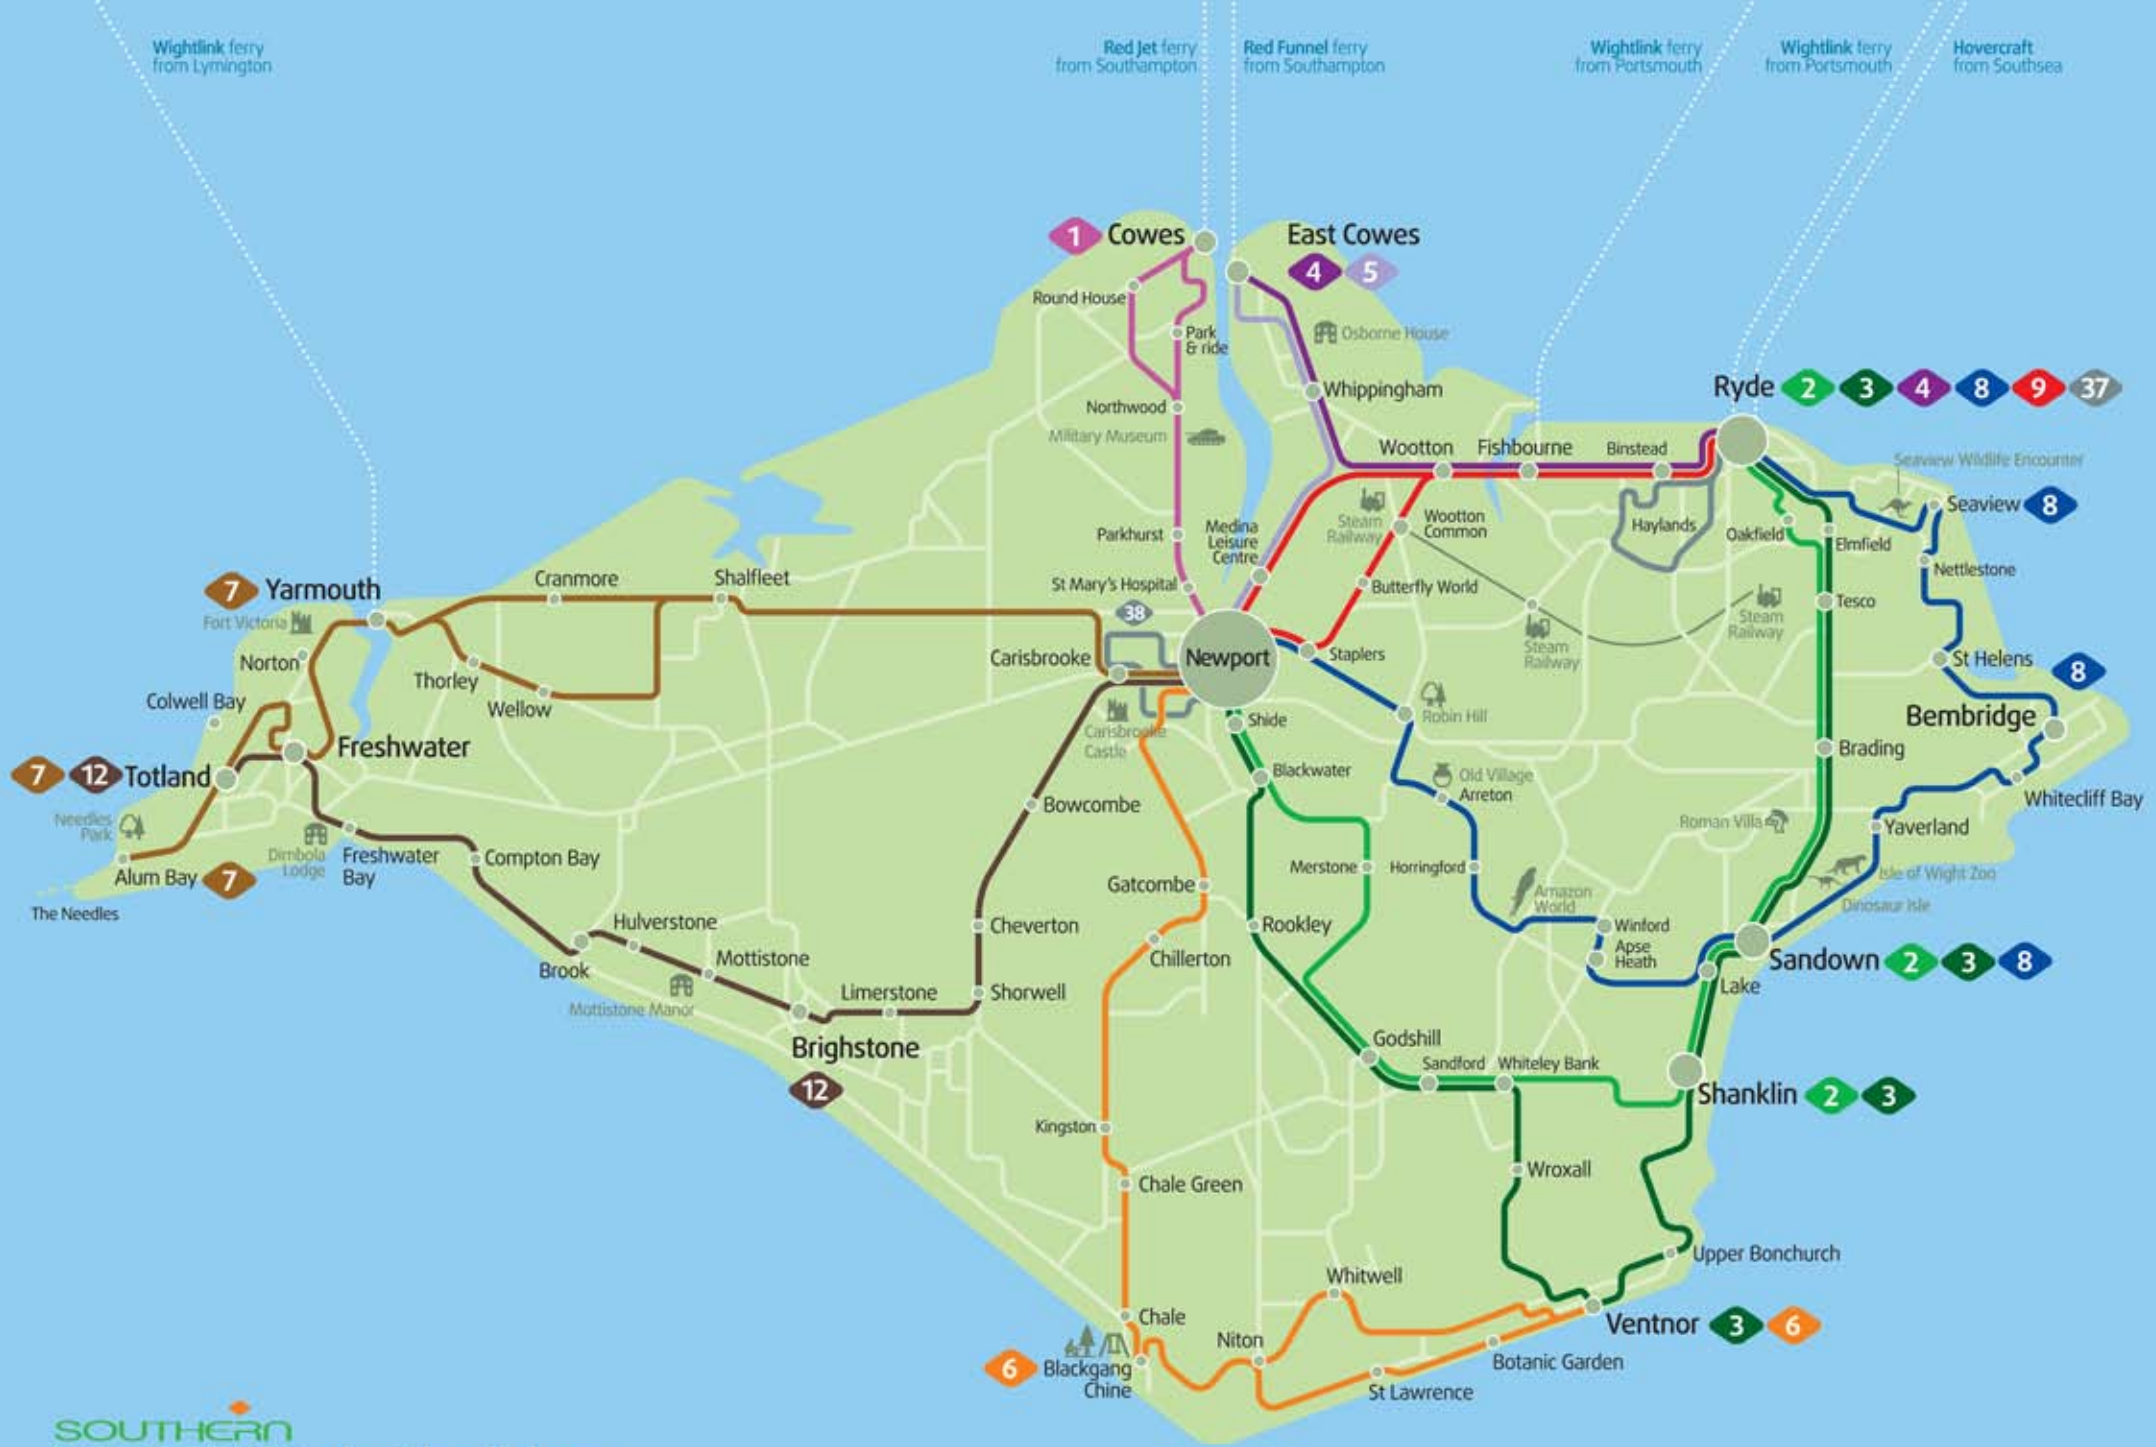 Wightlink ferry
from Lymington
Red Jet ferry
from Southampton
Red Funnel ferry
from Southampton
Wightlink ferry
from Portsmouth
Wightlink ferry
from Portsmouth
Hovercraft
from Southsea
1 Cowes
East Cowes
4 5
Round House
Park
& ride
Osborne House
Whippingham
Northwood
Military Museum
Ryde 2 3 4 8 9 37
Wootton
Fishbourne
Binstead
Seaview Wildlife Encounter
Seaview 8
Parkhurst
Medina
Leisure
Centre
Steam
Railway
Wootton
Common
Haylands
Oakfield
Elmfield
Nettlestone
7 Yarmouth
Fort Victoria
Cranmore
Shalfleet
St Mary's Hospital
38
Butterfly World
Tesco
Steam
Railway
Steam
Railway
Norton
Thorley
Wellow
Carisbrooke
Newport
Staplers
St Helens
8
Bembridge
Colwell Bay
Freshwater
7 12 Totland
Carisbrooke
Castle
Shide
Robin Hill
Brading
Blackwater
Old Village
Arreton
Whitecliff Bay
Needles
Park
Dimbola
Lodge
Freshwater
Bay
Compton Bay
Bowcombe
Roman Villa
Yaverland
Alum Bay 7
The Needles
Gatcombe
Merstone
Horringford
Amazon
World
Isle of Wight Zoo
Dinosaur Isle
Hulverstone
Brook
Mottistone
Mottistone Manor
Cheverton
Chillerton
Rookley
Winford
Apse
Heath
Sandown 2 3 8
Lake
Limerstone
Shorwell
Brighstone
12
Godshill
Sandford
Whiteley Bank
Shanklin 2 3
Kingston
Chale Green
Wroxall
Upper Bonchurch
Whitwell
Chale
Niton
Ventnor 3 6
6 Blackgang
Chine
Botanic Garden
St Lawrence
SOUTHERN